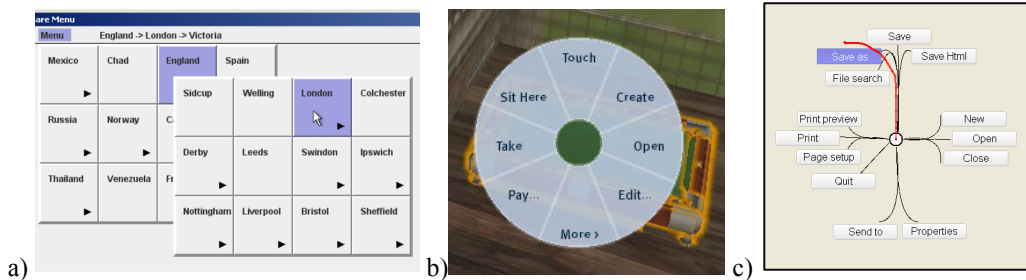 are Menu
Menu England -> London -> Victoria
Mexico Chad England Spain
Sidcup Welling London Colchester
Russia Norway
Derby Leeds Swindon Ipswich
Thailand Venezuela
Nottingham Liverpool Bristol Sheffield
a)
Touch
Sit Here Create
Take Open
Pay... Edit...
More ›
b)
Save
Save as Save Html
File search
Print preview New
Print Open
Page setup Close
Quit
Send to Properties
c)